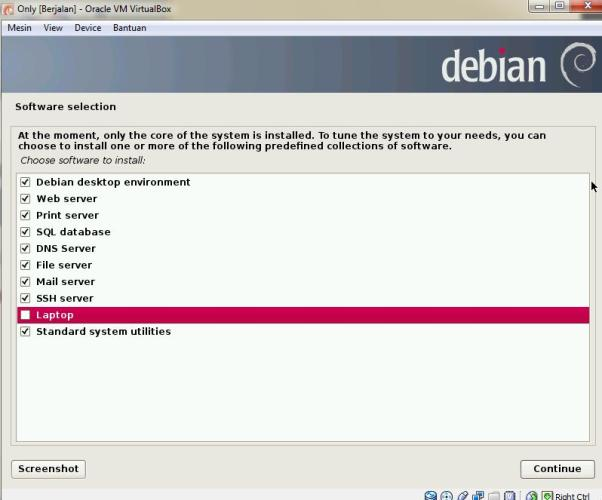 Only [Berjalan] - Oracle VM VirtualBox
Mesin View Device Bantuan
debian
Software selection
At the moment, only the core of the system is installed. To tune the system to your needs, you can
choose to install one or more of the following predefined collections of software.
Choose software to install:
Debian desktop environment
Web server
Print server
SQL database
DNS Server
File server
Mail server
SSH server
Laptop
Standard system utilities
Screenshot
Continue
Right Ctrl